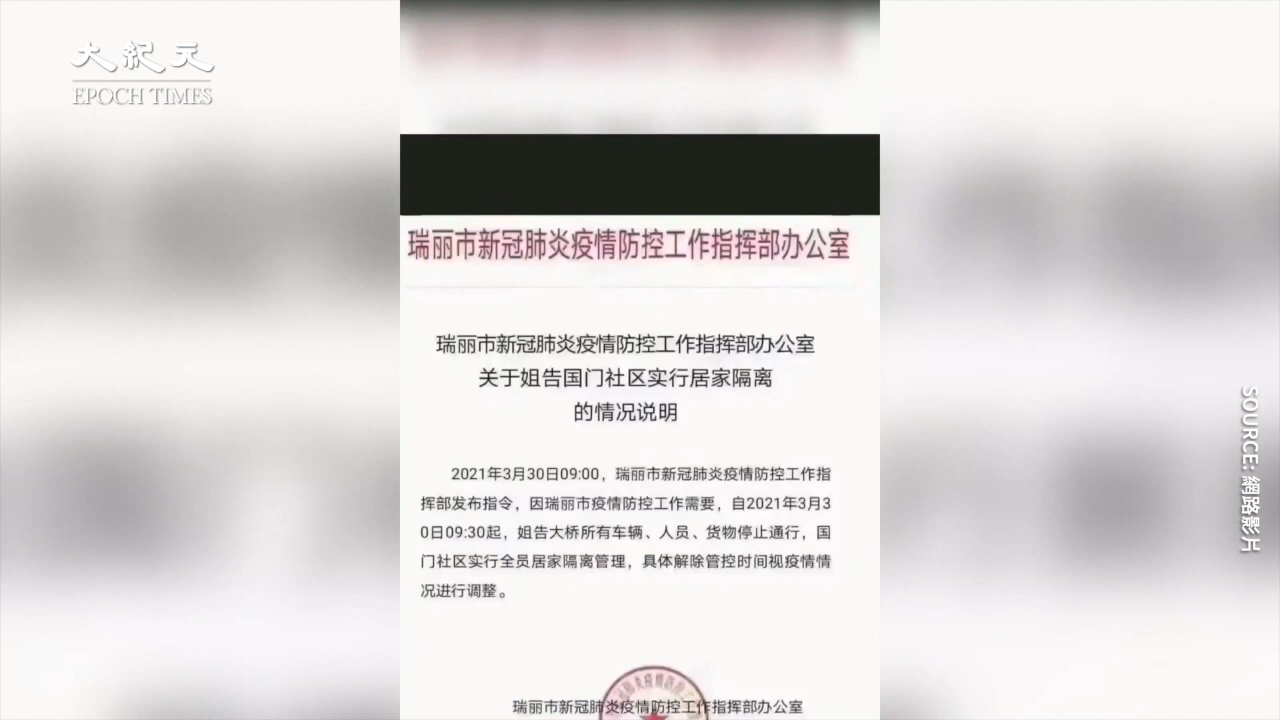 大紀元
EPOCH TIMES
瑞丽市新冠肺炎疫情防控工作指挥部办公室
瑞丽市新冠肺炎疫情防控工作指挥部办公室
关于姐告国门社区实行居家隔离
的情况说明
2021年3月30日09:00，瑞丽市新冠肺炎疫情防控工作指
挥部发布指令，因瑞丽市疫情防控工作需要，自2021年3月3
0日09:30起，姐告大桥所有车辆、人员、货物停止通行，国
门社区实行全员居家隔离管理，具体解除管控时间视疫情情
况进行调整。
瑞丽市新冠肺炎疫情防控工作指挥部办公室
SOURCE: 網路影片